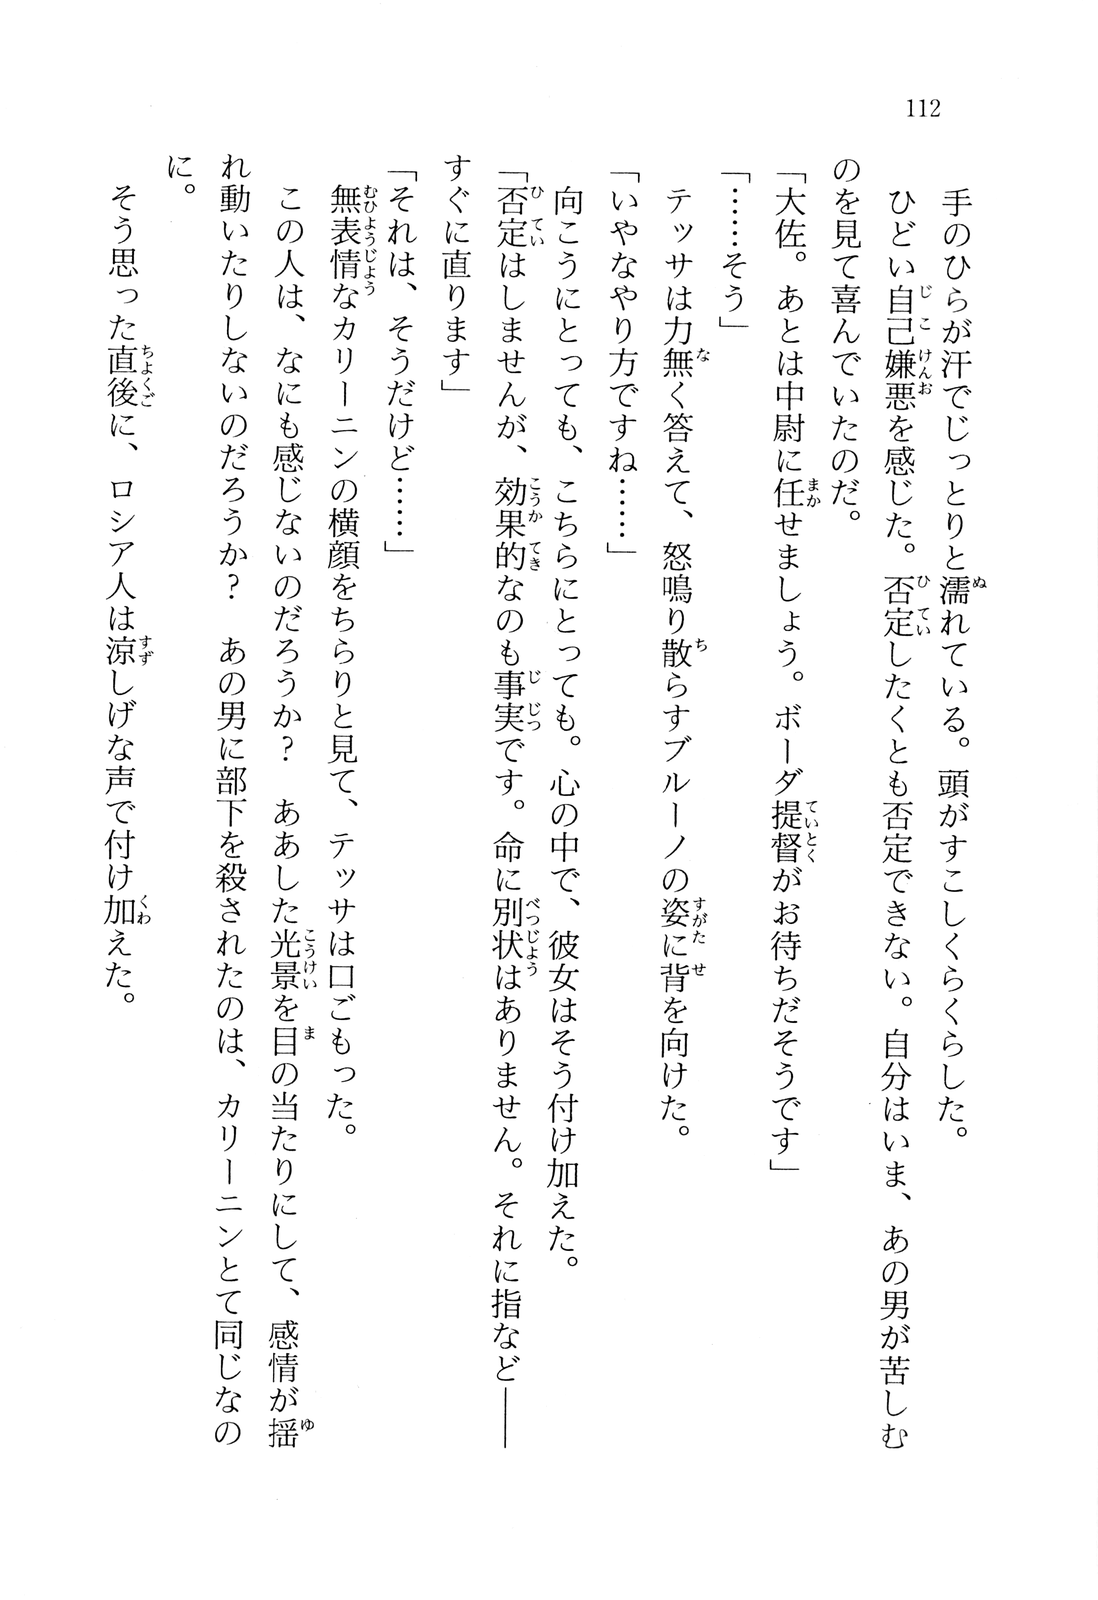 112
手のひらが汗でじっとりと濡れている。頭がすこしくらくらした。
ひどい自己嫌悪を感じた。否定したくとも否定できない。自分はいま、あの男が苦しむ
のを見て喜んでいたのだ。
「大佐。あとは中尉に任せましょう。ボーダ提督がお待ちだそうです」
「……そう」
テッサは力無く答えて、怒鳴り散らすブルーノの姿に背を向けた。
「いやなやり方ですね……」
向こうにとっても、こちらにとっても。心の中で、彼女はそう付け加えた。
「否定はしませんが、効果的なのも事実です。命に別状はありません。それに指など――
すぐに直ります」
「それは、そうだけど……」
無表情なカリーニンの横顔をちらりと見て、テッサは口ごもった。
この人は、なにも感じないのだろうか? ああした光景を目の当たりにして、感情が揺
れ動いたりしないのだろうか? あの男に部下を殺されたのは、カリーニンとて同じなの
に。
そう思った直後に、ロシア人は涼しげな声で付け加えた。